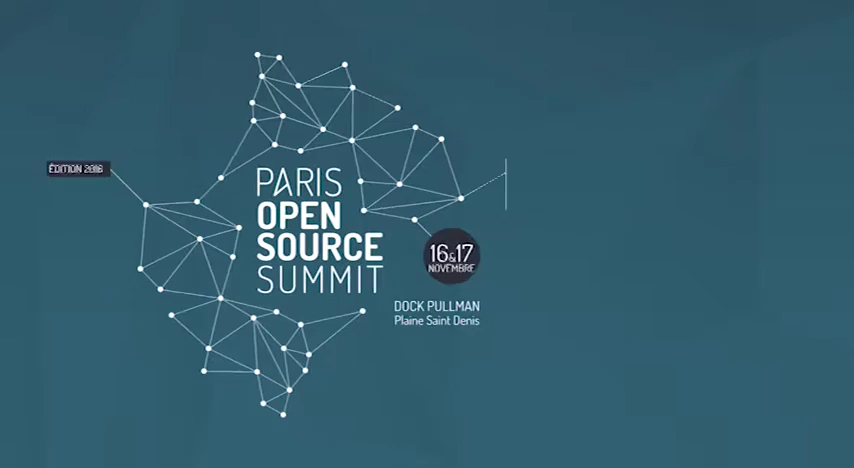 ÉDITION 2016
PARIS
OPEN
SOURCE
SUMMIT
16&17
NOVEMBRE
DOCK PULLMAN
Plaine Saint Denis